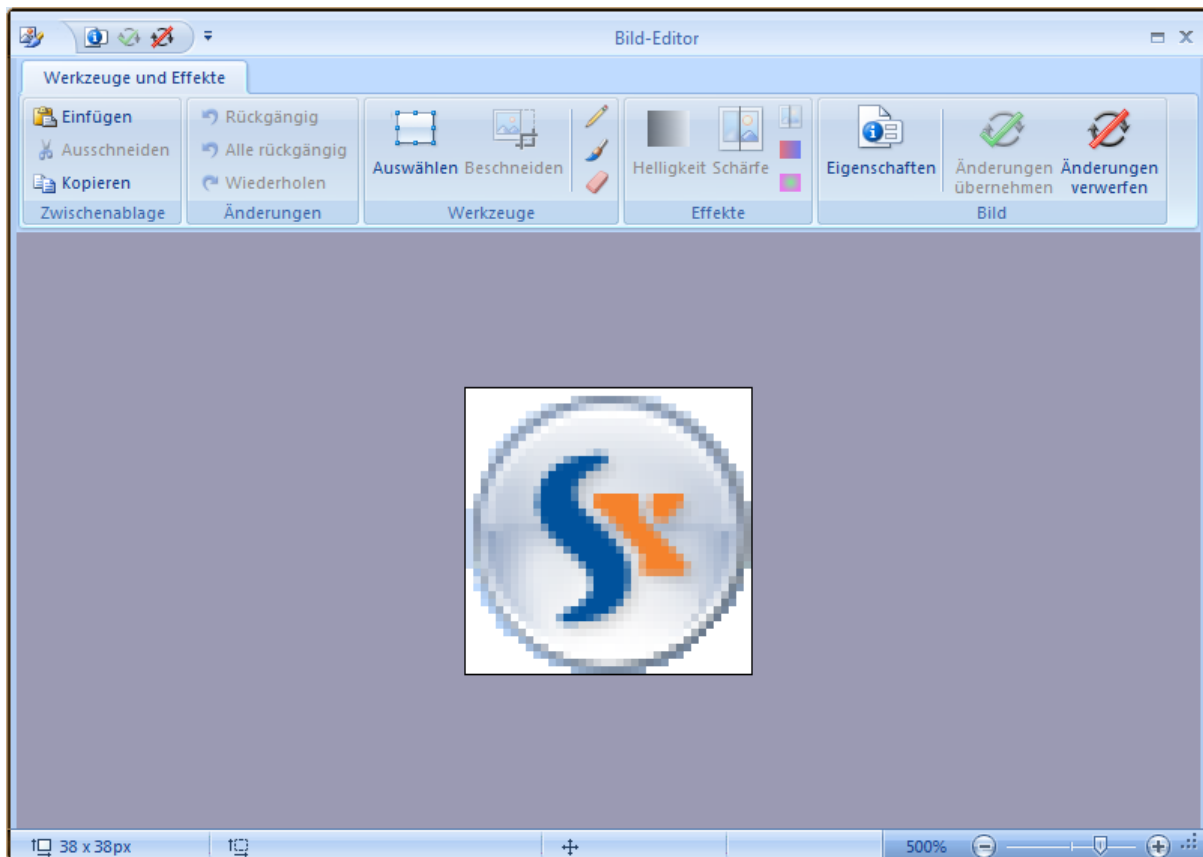 Bild-Editor
Werkzeuge und Effekte
Einfügen
Ausschneiden
Kopieren
Zwischenablage
Rückgängig
Alle rückgängig
Wiederholen
Änderungen
Auswählen
Beschneiden
Werkzeuge
Helligkeit
Schärfe
Effekte
Eigenschaften
Änderungen
übernehmen
Änderungen
verwerfen
Bild
SK
38 x 38px
500%